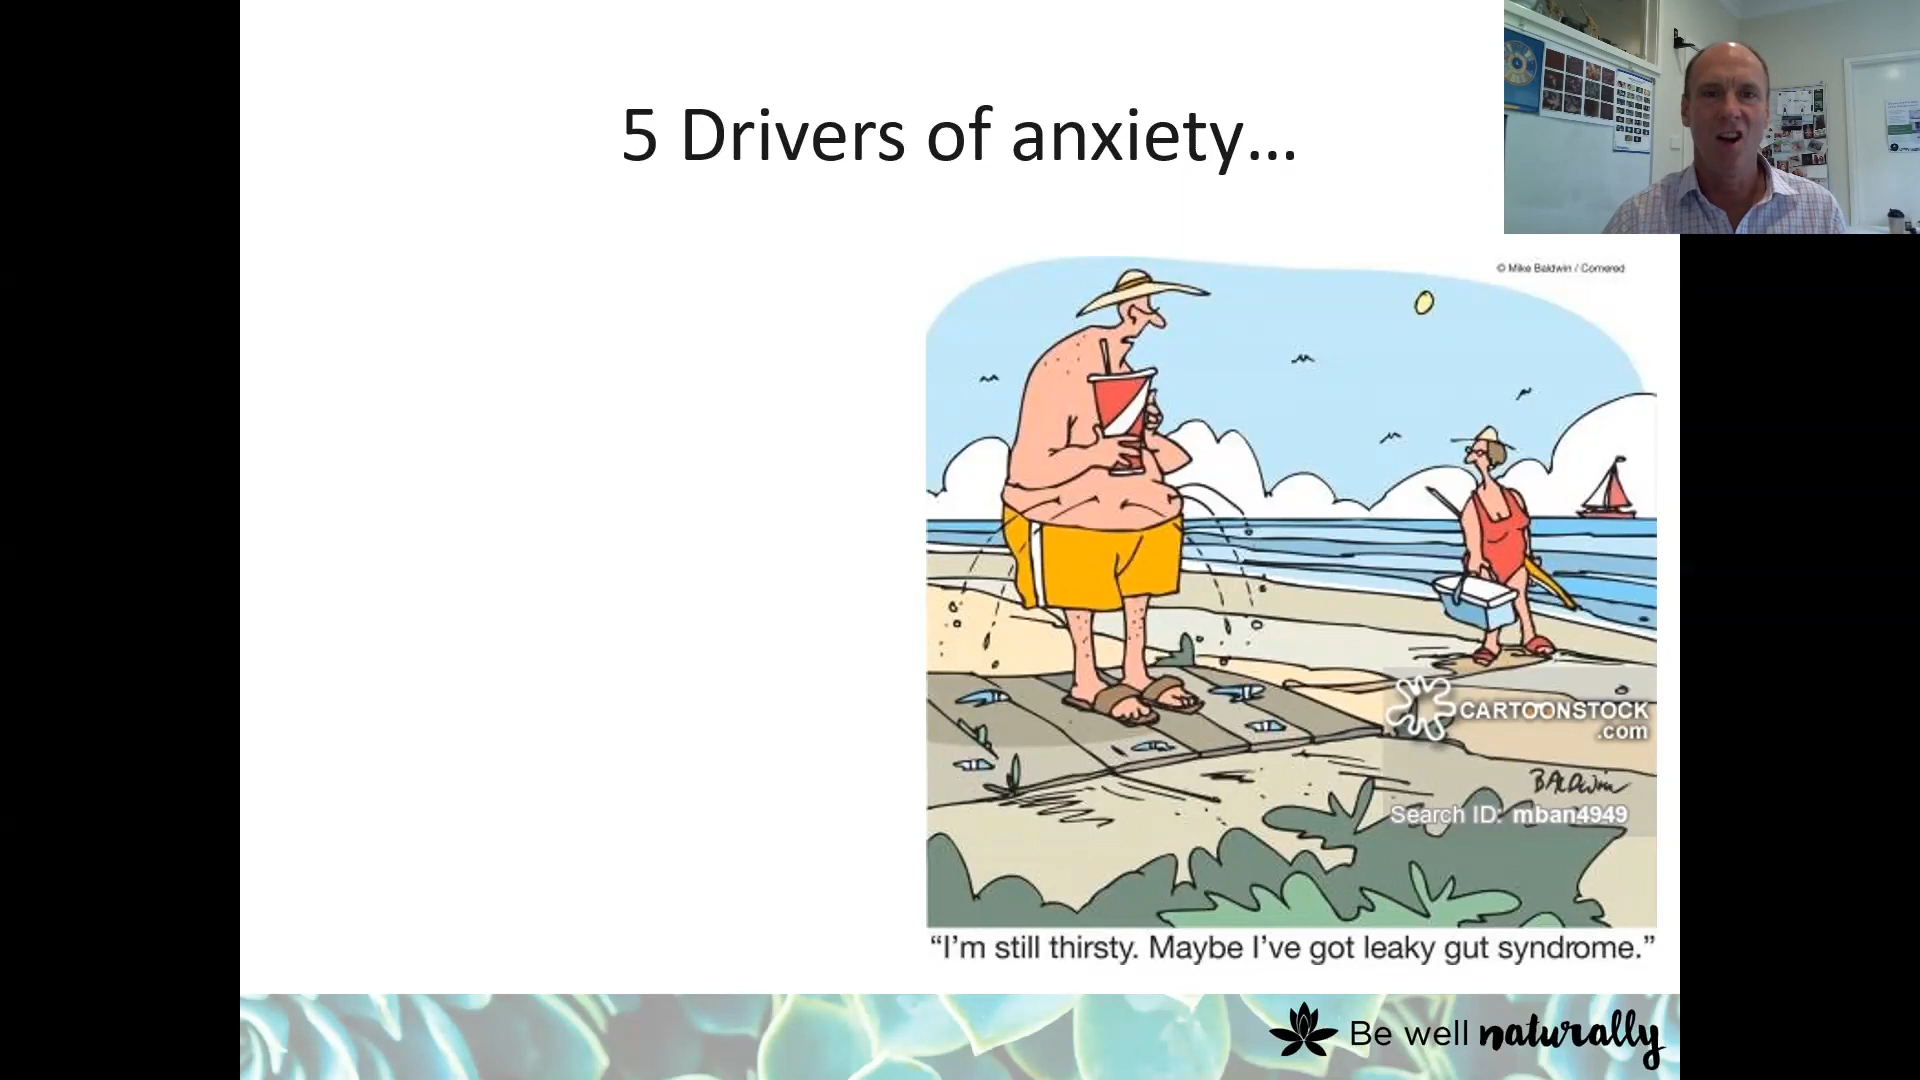 5 Drivers of anxiety...
© Mike Baldwin / Cornered
CARTOONSTOCK
.com
BALDWIN
Search ID: mban4949
“I’m still thirsty. Maybe I’ve got leaky gut syndrome.”
Be well naturally